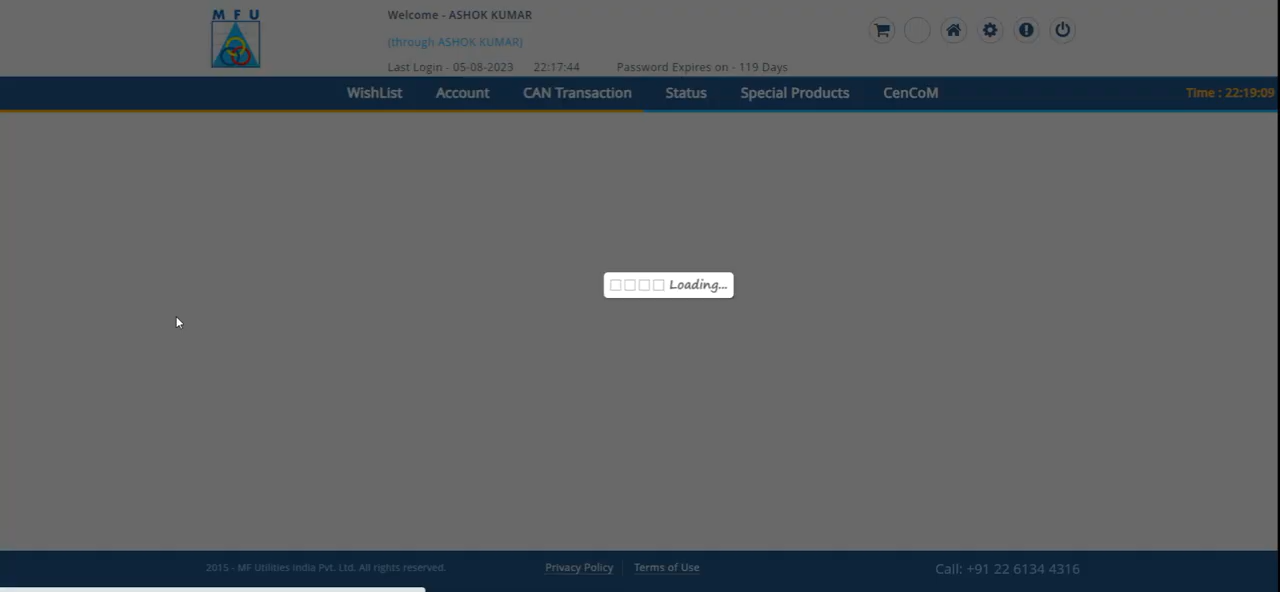 M F U
Welcome - ASHOK KUMAR
(through ASHOK KUMAR)
Last Login - 05-08-2023 22:17:44 Password Expires on - 119 Days
WishList Account CAN Transaction Status Special Products CenCoM Time : 22:19:09
Loading...
2015 - MF Utilities India Pvt. Ltd. All rights reserved. Privacy Policy Terms of Use Call: +91 22 6134 4316